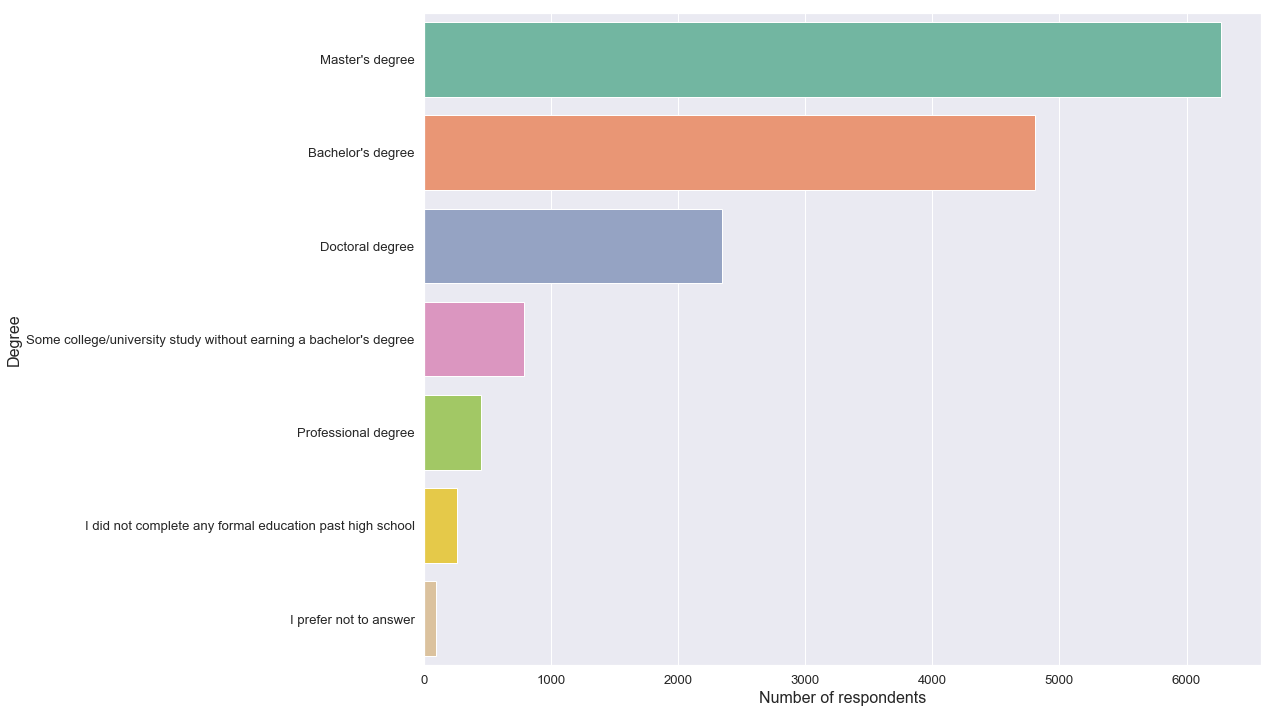 Master's degree
Bachelor's degree
Doctoral degree
Some college/university study without earning a bachelor's degree
Professional degree
I did not complete any formal education past high school
I prefer not to answer
Degree
0 1000 2000 3000 4000 5000 6000
Number of respondents